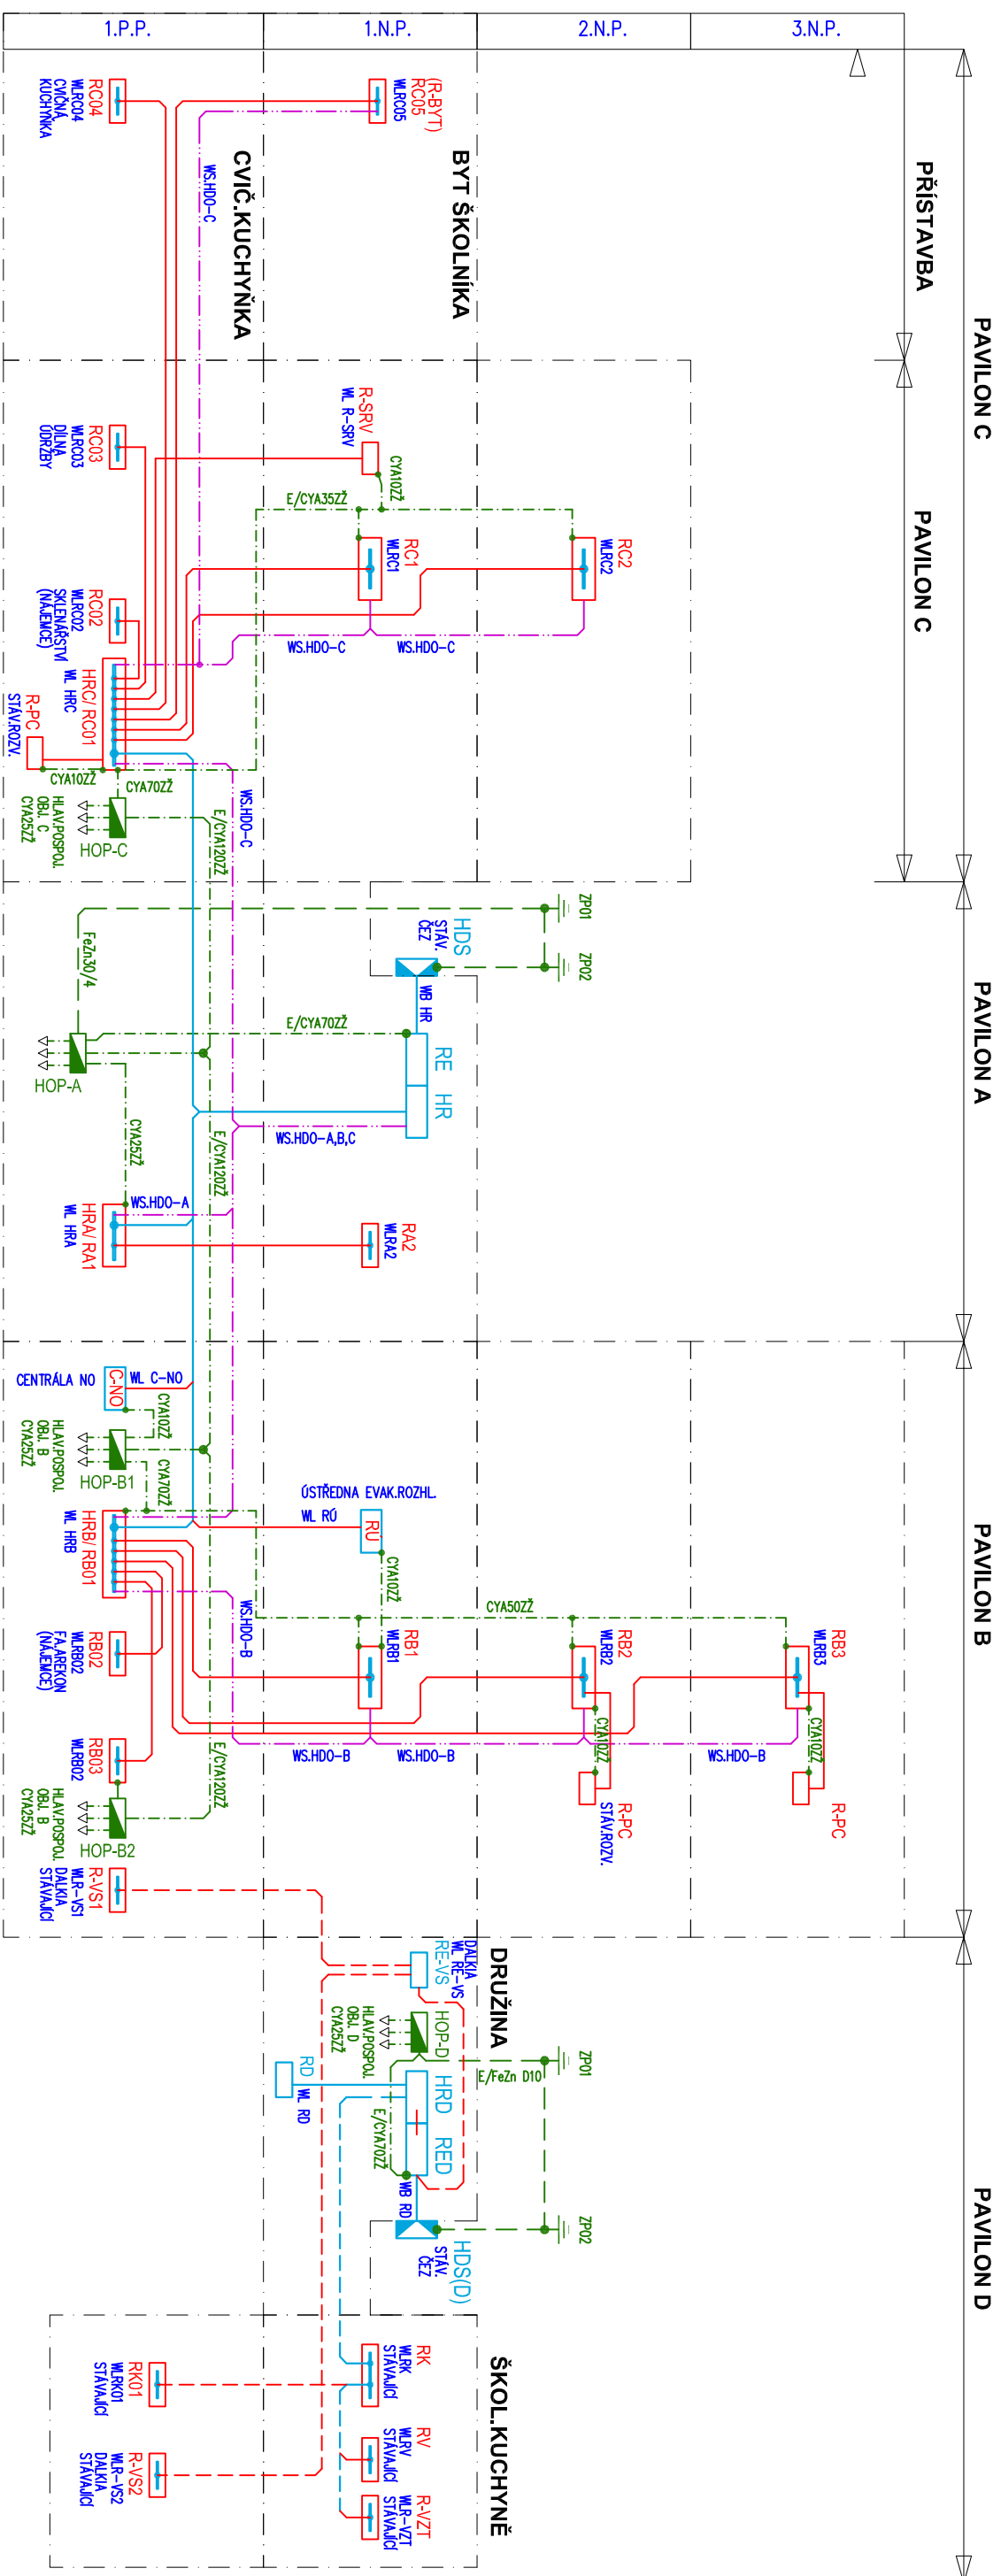 PAVILON C
PAVILON A
PAVILON B
PAVILON D
PŘÍSTAVBA
PAVILON C
3.N.P.
2.N.P.
1.N.P.
1.P.P.
BYT ŠKOLNÍKA
CVIČ.KUCHYŇKA
DRUŽINA
ŠKOL.KUCHYNĚ
(R-BYT)
RC05
WLRC05
RC04
WLRC04
CVIČNÁ
KUCHYŇKA
WS.HDO-C
R-SRV
WL R-SRV
CYA10ZŽ
E/CYA35ZŽ
RC2
WLRC2
RC1
WLRC1
WS.HDO-C
WS.HDO-C
RC03
WLRC03
DÍLNA
ÚDRŽBY
RC02
WLRC02
SKLENÁŘSTVÍ
(NÁJEMCE)
HRC/ RC01
WL HRC
R-PC
STÁV.ROZV.
CYA10ZŽ
CYA70ZŽ
HLAV.POSPOJ.
OBJ. C
CYA25ZŽ
HOP-C
WS.HDO-C
E/CYA120ZŽ
ZP01
ZP02
HDS
STÁV.
ČEZ
WB HR
RE
HR
FeZn30/4
E/CYA70ZŽ
HOP-A
CYA25ZŽ
E/CYA120ZŽ
WS.HDO-A,B,C
WS.HDO-A
HRA/ RA1
WL HRA
RA2
WLRA2
CENTRÁLA NO
C-NO
WL C-NO
CYA10ZŽ
HLAV.POSPOJ.
OBJ. B
CYA25ZŽ
HOP-B1
CYA70ZŽ
ÚSTŘEDNA EVAK.ROZHL.
WL RÚ
RU
CYA10ZŽ
HRB/ RB01
WL HRB
WS.HDO-B
CYA50ZŽ
RB3
WLRB3
RB2
WLRB2
RB1
WLRB1
CYA10ZŽ
CYA10ZŽ
R-PC
R-PC
STÁV.ROZV.
WS.HDO-B
WS.HDO-B
WS.HDO-B
RB02
WLRB02
FA.AREKON
(NÁJEMCE)
RB03
WLRB02
E/CYA120ZŽ
HLAV.POSPOJ.
OBJ. B
CYA25ZŽ
HOP-B2
R-VS1
WLR-VS1
DALKIA
STÁVAJÍCÍ
DALKIA
WL RE-VS
RE-VS
HOP-D
HLAV.POSPOJ.
OBJ. D
CYA25ZŽ
ZP01
E/FeZn D10
ZP02
RD
WL RD
HRD
RED
E/CYA70ZŽ
WB RD
HDS(D)
STÁV.
ČEZ
RK
WLRK
STÁVAJÍCÍ
RV
WLRV
STÁVAJÍCÍ
R-VZT
WLR-VZT
STÁVAJÍCÍ
RK01
WLRK01
STÁVAJÍCÍ
R-VS2
WLR-VS2
DALKIA
STÁVAJÍCÍ